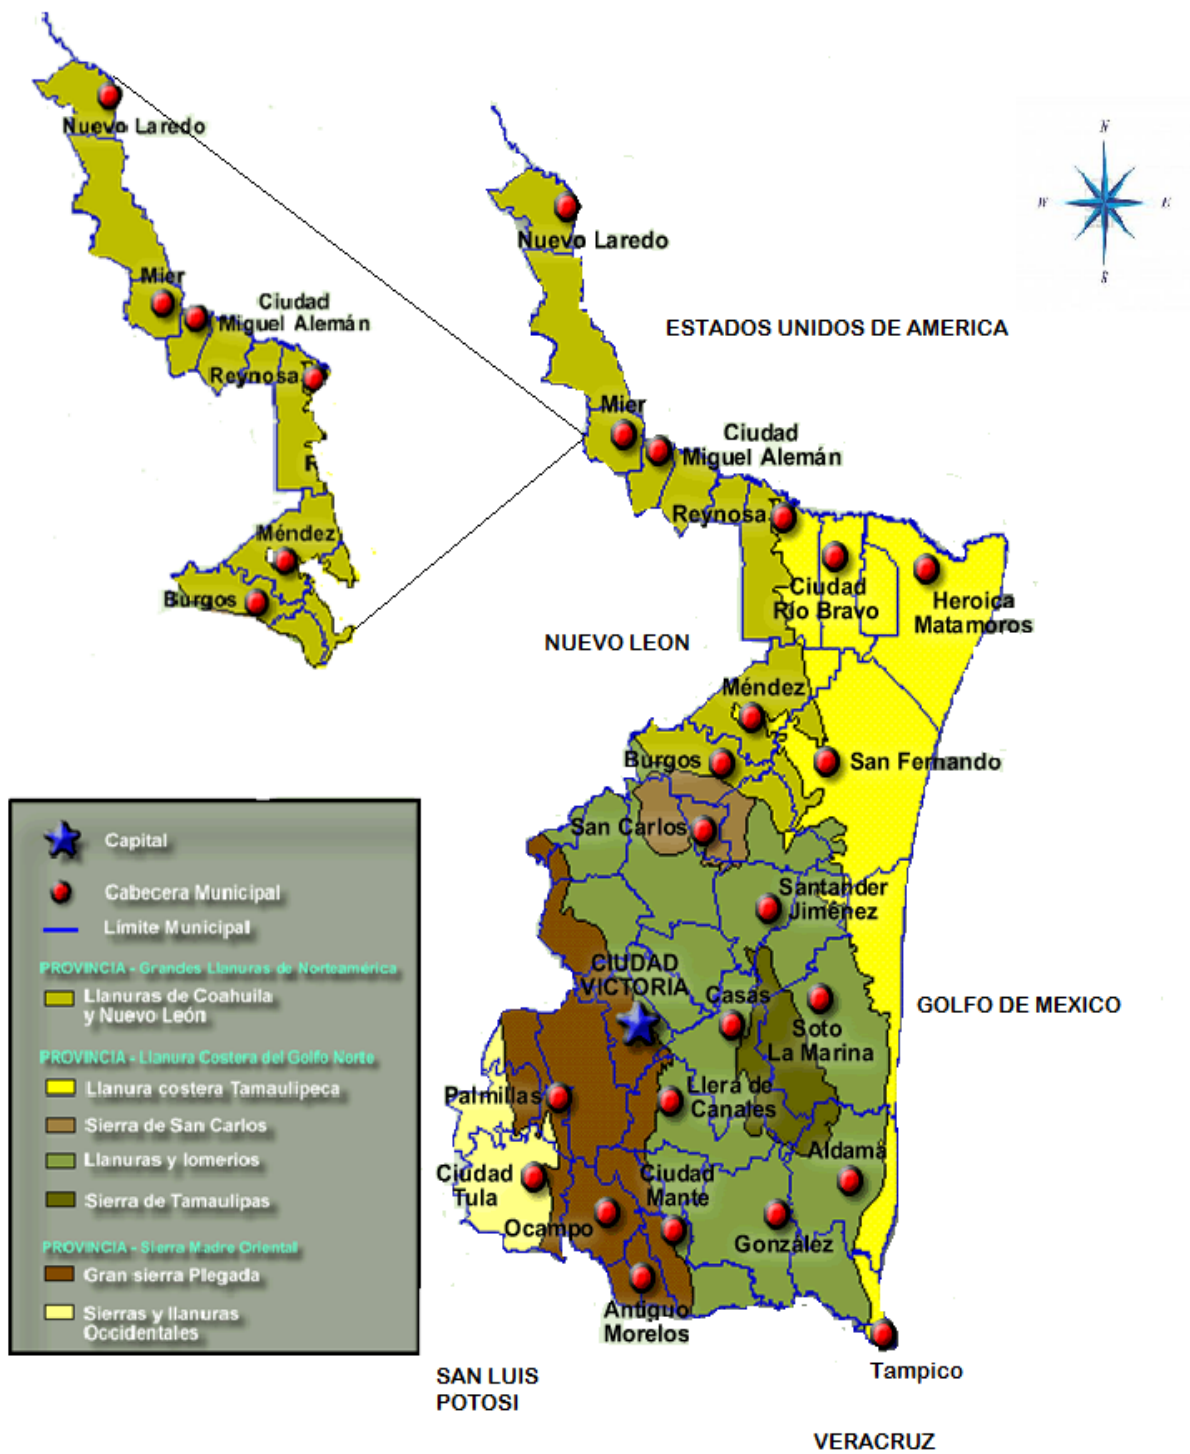 Nuevo Laredo
Mier
Ciudad
Miguel Alemán
Reynosa
R
Méndez
Burgos
N
W
E
S
Nuevo Laredo
ESTADOS UNIDOS DE AMERICA
Mier
Ciudad
Miguel Alemán
Reynosa
Ciudad
Río Bravo
Heroica
Matamoros
NUEVO LEON
Méndez
Burgos
San Fernando
San Carlos
Santander
Jiménez
CIUDAD
VICTORIA
Casas
Soto
La Marina
GOLFO DE MEXICO
Palmillas
Llera de
Canales
Aldama
Ciudad
Tula
Ciudad
Mante
Ocampo
González
Antiguo
Morelos
Tampico
SAN LUIS
POTOSI
VERACRUZ
Capital
Cabecera Municipal
Límite Municipal
PROVINCIA - Grandes Llanuras de Norteamérica
Llanuras de Coahuila
y Nuevo León
PROVINCIA - Llanura Costera del Golfo Norte
Llanura costera Tamaulipeca
Sierra de San Carlos
Llanuras y lomerios
Sierra de Tamaulipas
PROVINCIA - Sierra Madre Oriental
Gran sierra Plegada
Sierras y llanuras
Occidentales